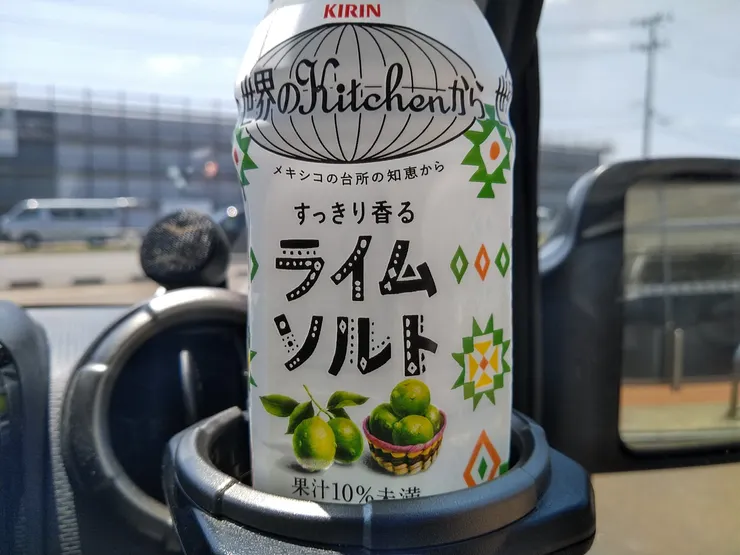 KIRIN
世界のKitchenから
メキシコの台所の知恵から
すっきり香る
ライム
ソルト
果汁10%未満